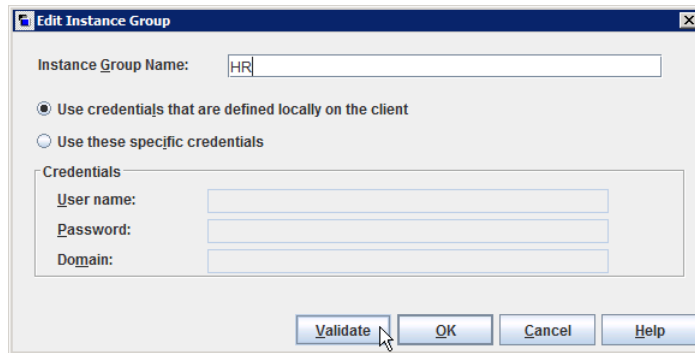 Edit Instance Group
Instance Group Name: HR
Use credentials that are defined locally on the client
Use these specific credentials
Credentials
User name:
Password:
Domain:
Validate OK Cancel Help